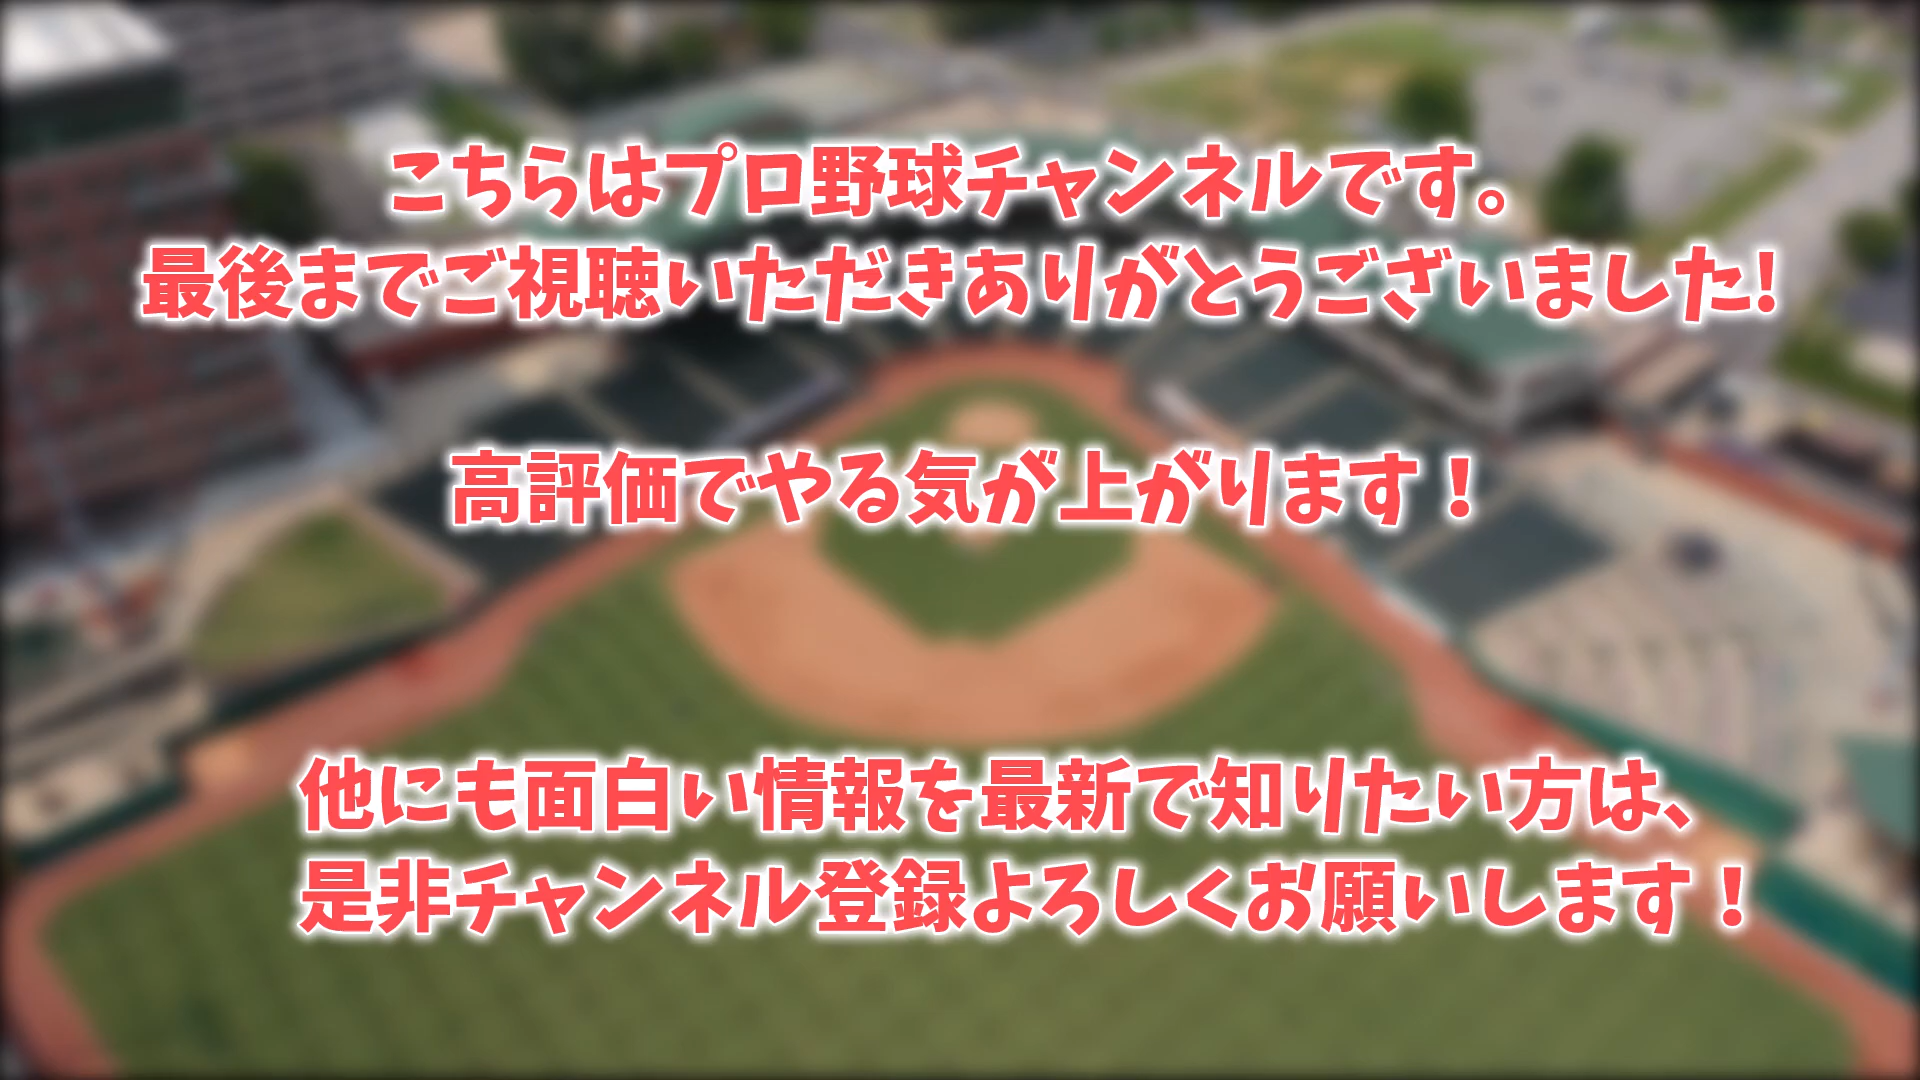 こちらはプロ野球チャンネルです。
最後までご視聴いただきありがとうございました!
高評価でやる気が上がります！
他にも面白い情報を最新で知りたい方は、
是非チャンネル登録よろしくお願いします！